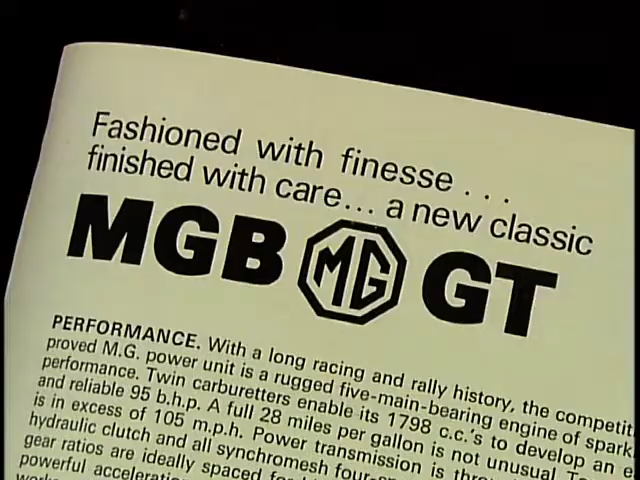 Fashioned with finesse . . .
finished with care... a new classic
MGB MG GT
PERFORMANCE. With a long racing and rally history, the
proved M.G. power unit is a rugged five-main-bearing engine of
performance. Twin carburetters enable its 1798 c.c.'s to develop an
and reliable 95 b.h.p. A full 28 miles per gallon is not unusual.
is in excess of 105 m.p.h. Power transmission is
hydraulic clutch and all synchromesh
gear ratios are ideally spaced
powerful